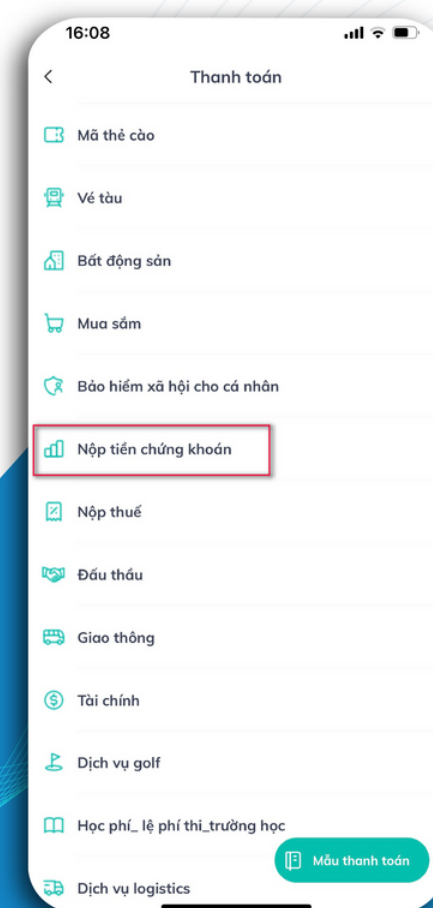 16:08
Thanh toán
Mã thẻ cào
Vé tàu
Bất động sản
Mua sắm
Bảo hiểm xã hội cho cá nhân
Nộp tiền chứng khoán
Nộp thuế
Đấu thầu
Giao thông
Tài chính
Dịch vụ golf
Học phí_ lệ phí thi_trường học
Mẫu thanh toán
Dịch vụ logistics